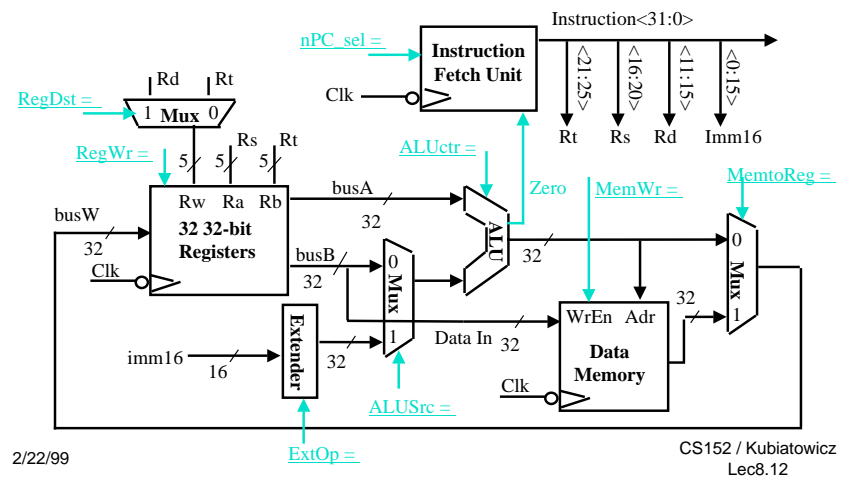 Instruction<31:0>
nPC_sel =
Instruction
Fetch Unit
Clk
<21:25>
<16:20>
<11:15>
<0:15>
Rt
Rs
Rd
Imm16
Rd
Rt
RegDst =
1 Mux 0
RegWr =
5
5
5
Rs
Rt
ALUctr =
Zero
MemWr =
MemtoReg =
busW
32
Rw Ra Rb
32 32-bit
Registers
Clk
busA
32
busB
32
0
Mux
1
ALU
32
0
Mux
1
32
imm16
16
Extender
32
Data In
32
WrEn Adr
Data
Memory
Clk
ALUSrc =
ExtOp =
2/22/99
CS152 / Kubiatowicz
Lec8.12